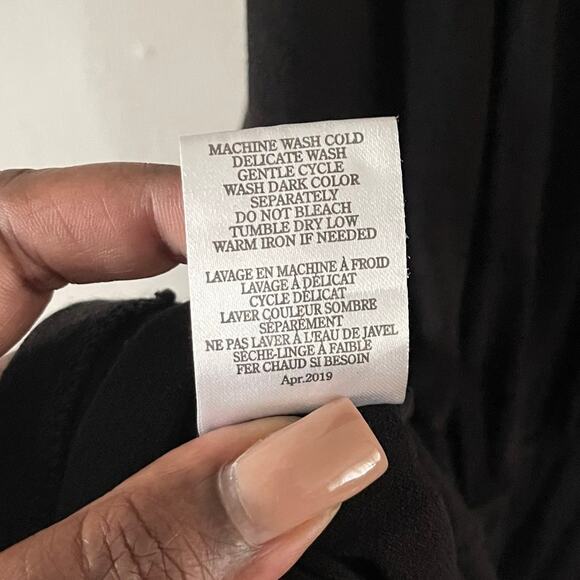 MACHINE WASH COLD
DELICATE WASH
GENTLE CYCLE
WASH DARK COLOR
SEPARATELY
DO NOT BLEACH
TUMBLE DRY LOW
WARM IRON IF NEEDED
LAVAGE EN MACHINE À FROID
LAVAGE À DÉLICAT
CYCLE DÉLICAT
LAVER COULEUR SOMBRE
SÉPARÉMENT
NE PAS LAVER À L'EAU DE JAVEL
SÈCHE-LINGE À FAIBLE
FER CHAUD SI BESOIN
Apr.2019